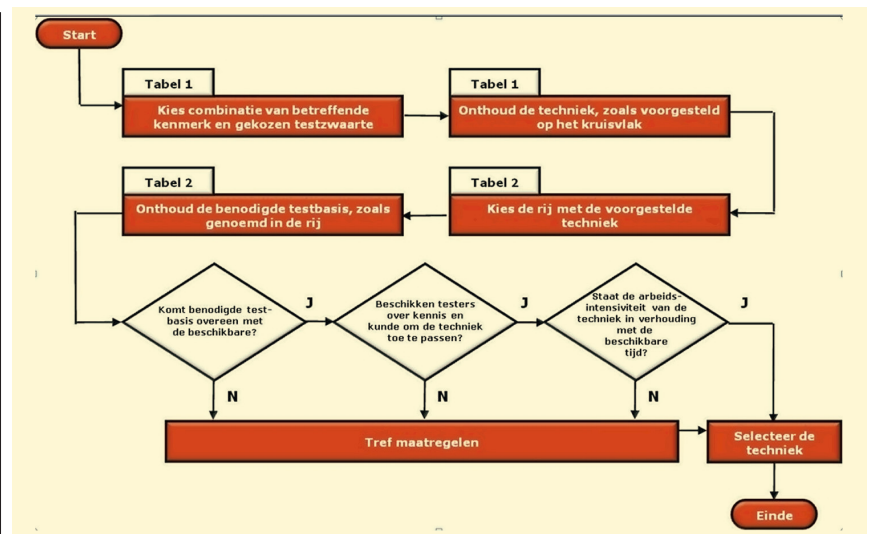 Start
Tabel 1
Kies combinatie van betreffende
kenmerk en gekozen testzwaarte
Tabel 1
Onthoud de techniek, zoals voorgesteld
op het kruisvlak
Tabel 2
Onthoud de benodigde testbasis, zoals
genoemd in de rij
Tabel 2
Kies de rij met de voorgestelde
techniek
Komt benodigde test-
basis overeen met
de beschikbare?
J
Beschikken testers
over kennis en
kunde om de techniek
toe te passen?
J
Staat de arbeids-
intensiviteit van de
techniek in verhouding
met de
beschikbare
tijd?
J
N
N
N
Tref maatregelen
Selecteer de
techniek
Einde